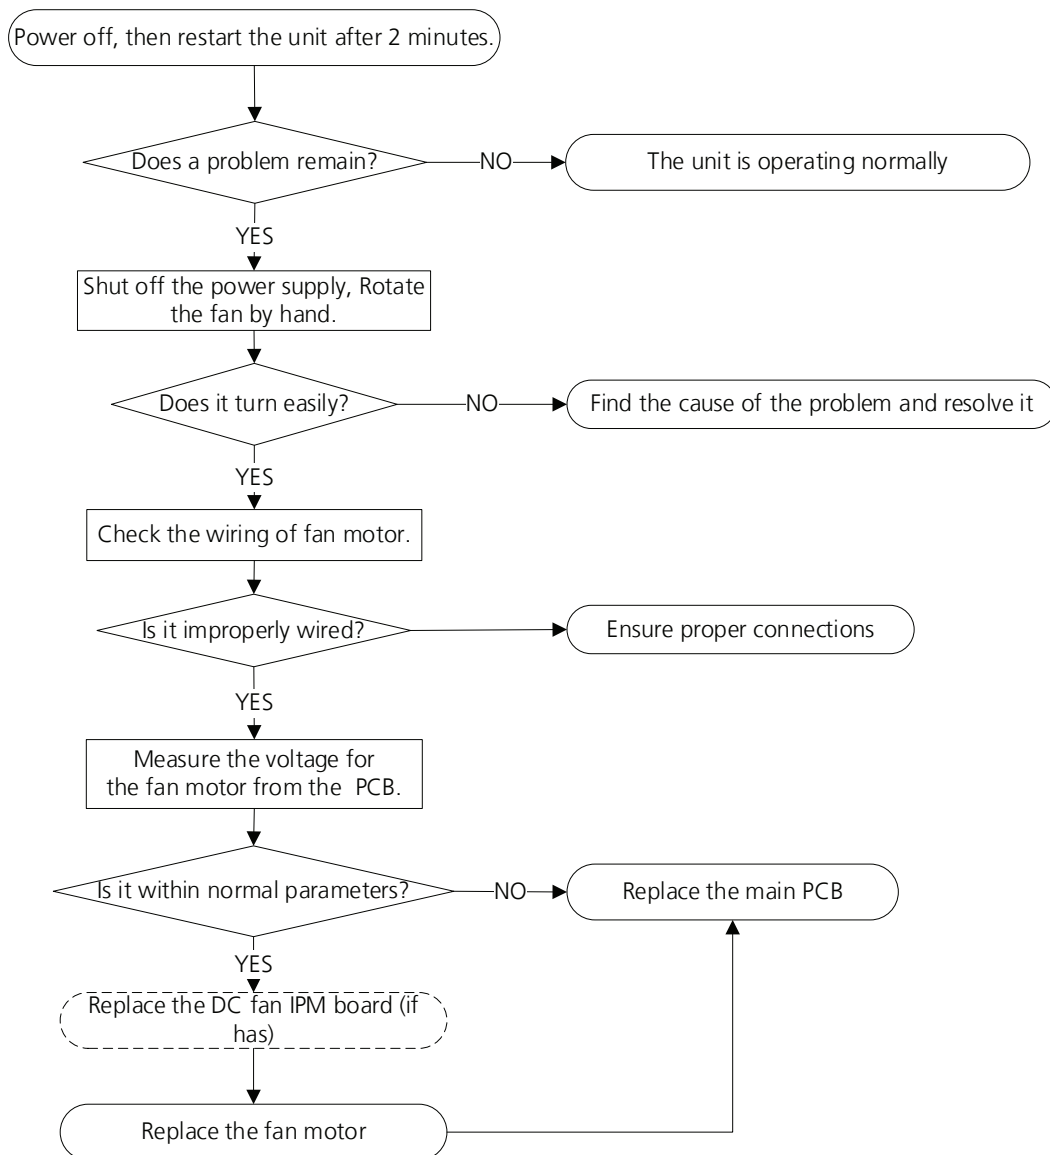 Power off, then restart the unit after 2 minutes.
Does a problem remain?
NO
The unit is operating normally
YES
Shut off the power supply, Rotate
the fan by hand.
Does it turn easily?
NO
Find the cause of the problem and resolve it
YES
Check the wiring of fan motor.
Is it improperly wired?
Ensure proper connections
YES
Measure the voltage for
the fan motor from the PCB.
Is it within normal parameters?
NO
Replace the main PCB
YES
Replace the DC fan IPM board (if
has)
Replace the fan motor